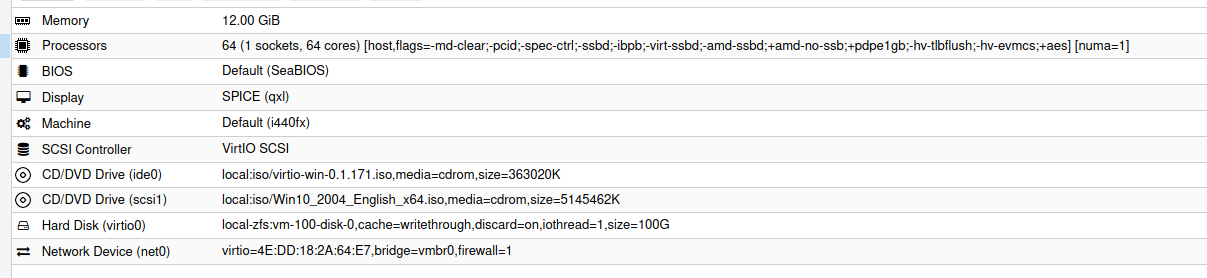 Memory 12.00 GiB
Processors 64 (1 sockets, 64 cores) [host,flags=-md-clear;-pcid;-spec-ctrl;-ssbd;-ibpb;-virt-ssbd;-amd-ssbd;+amd-no-ssb;+pdpe1gb;-hv-tlbflush;-hv-evmcs;+aes] [numa=1]
BIOS Default (SeaBIOS)
Display SPICE (qxl)
Machine Default (i440fx)
SCSI Controller VirtIO SCSI
CD/DVD Drive (ide0) local:iso/virtio-win-0.1.171.iso,media=cdrom,size=363020K
CD/DVD Drive (scsi1) local:iso/Win10_2004_English_x64.iso,media=cdrom,size=5145462K
Hard Disk (virtio0) local-zfs:vm-100-disk-0,cache=writethrough,discard=on,iothread=1,size=100G
Network Device (net0) virtio=4E:DD:18:2A:64:E7,bridge=vmbr0,firewall=1